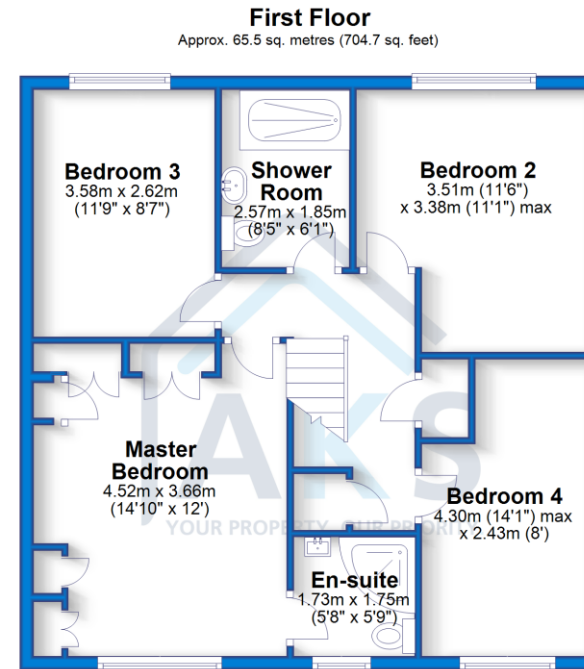 First Floor
Approx. 65.5 sq. metres (704.7 sq. feet)
Bedroom 3
3.58m x 2.62m
(11'9" x 8'7")
Shower
Room
2.57m x 1.85m
(8'5" x 6'1")
Bedroom 2
3.51m (11'6")
x 3.38m (11'1") max
Master
Bedroom
4.52m x 3.66m
(14'10" x 12')
AKS
YOUR PROPERTY, OUR PRIORITY
Bedroom 4
4.30m (14'1") max
x 2.43m (8')
En-suite
1.73m x 1.75m
(5'8" x 5'9")